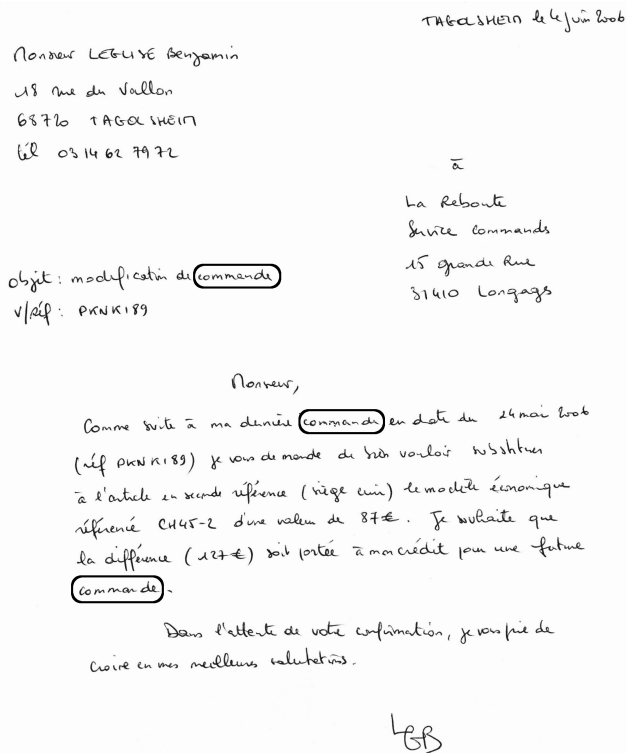 TAGOLSHEIM le 4 juin 2006
Monsieur LEGLISE Benjamin
18 rue du Vallon
68720 TAGOLSHEIM
tél 03 14 62 79 72
à
La Reboute
Service Commands
15 grande Rue
31410 Longages
objet : modification de commande
V/réf : PKNK189
Monsieur,
Comme suite à ma dernière commande en date du 24 mai 2006
(réf PKNK189) je vous demande de bien vouloir substituer
à l'article en seconde référence (siège cuir) le modèle économique
référencié CH45-2 d'une valeur de 87€. Je souhaite que
la différence (127€) soit portée à mon crédit pour une future
commande.
Dans l'attente de votre confirmation, je vous prie de
croire en mes meilleurs salutations.
LGB